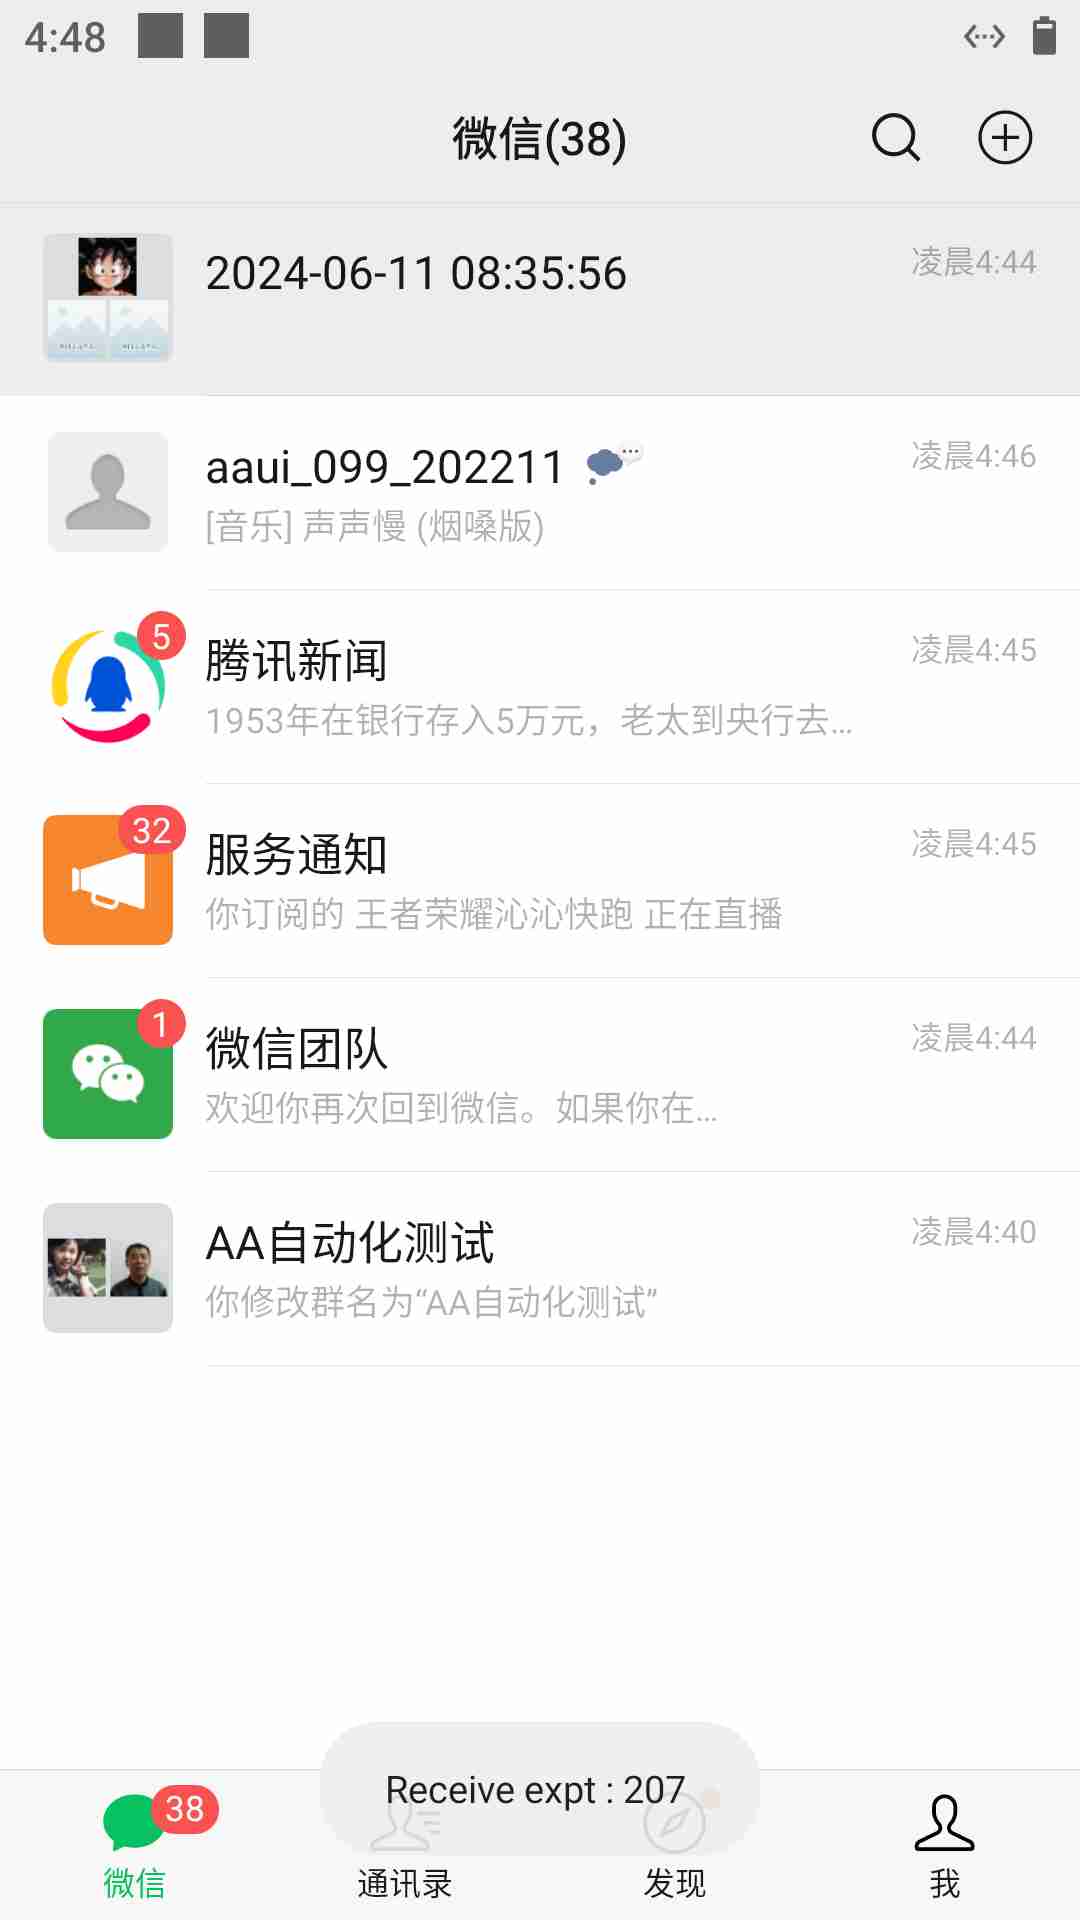 4:48
微信(38)
2024-06-11 08:35:56
凌晨4:44
aaui_099_202211
凌晨4:46
[音乐] 声声慢 (烟嗓版)
5
腾讯新闻
凌晨4:45
1953年在银行存入5万元，老太到央行去...
32
服务通知
凌晨4:45
你订阅的 王者荣耀沁沁快跑 正在直播
1
微信团队
凌晨4:44
欢迎你再次回到微信。如果你在...
AA自动化测试
凌晨4:40
你修改群名为“AA自动化测试”
Receive expt : 207
38
微信
通讯录
发现
我